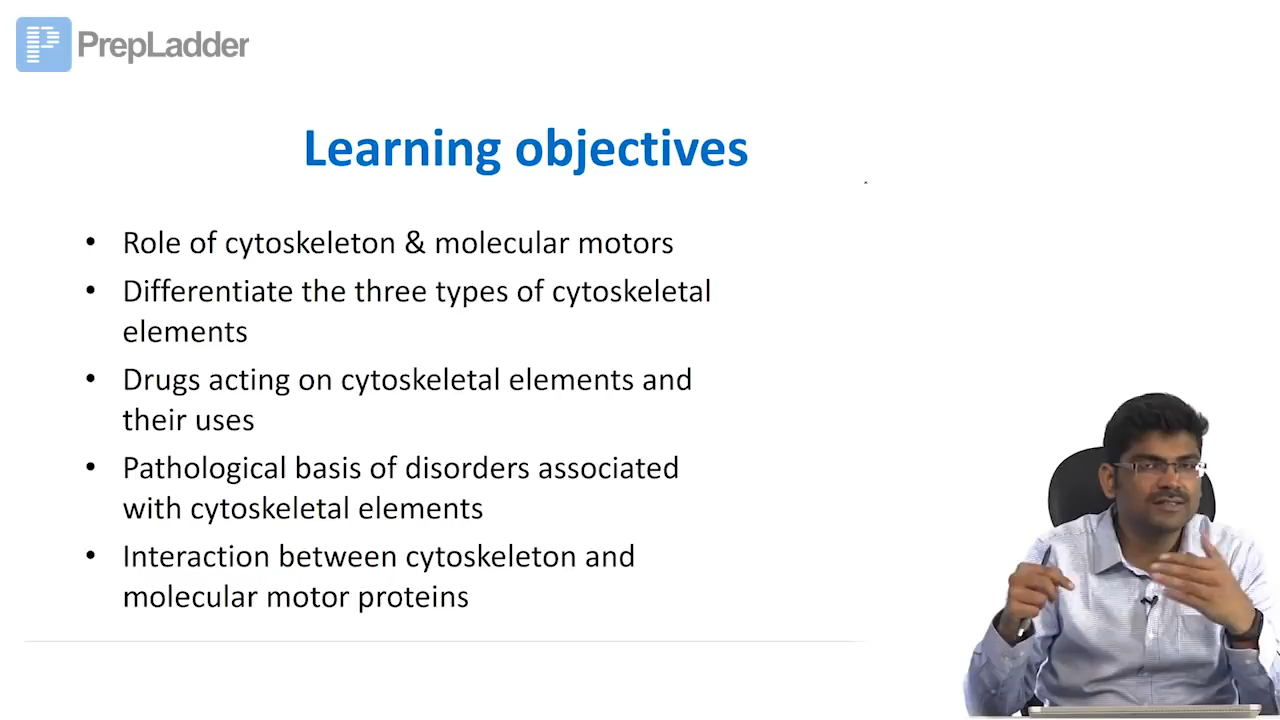 PrepLadder
Learning objectives
• Role of cytoskeleton & molecular motors
• Differentiate the three types of cytoskeletal
elements
• Drugs acting on cytoskeletal elements and
their uses
• Pathological basis of disorders associated
with cytoskeletal elements
• Interaction between cytoskeleton and
molecular motor proteins